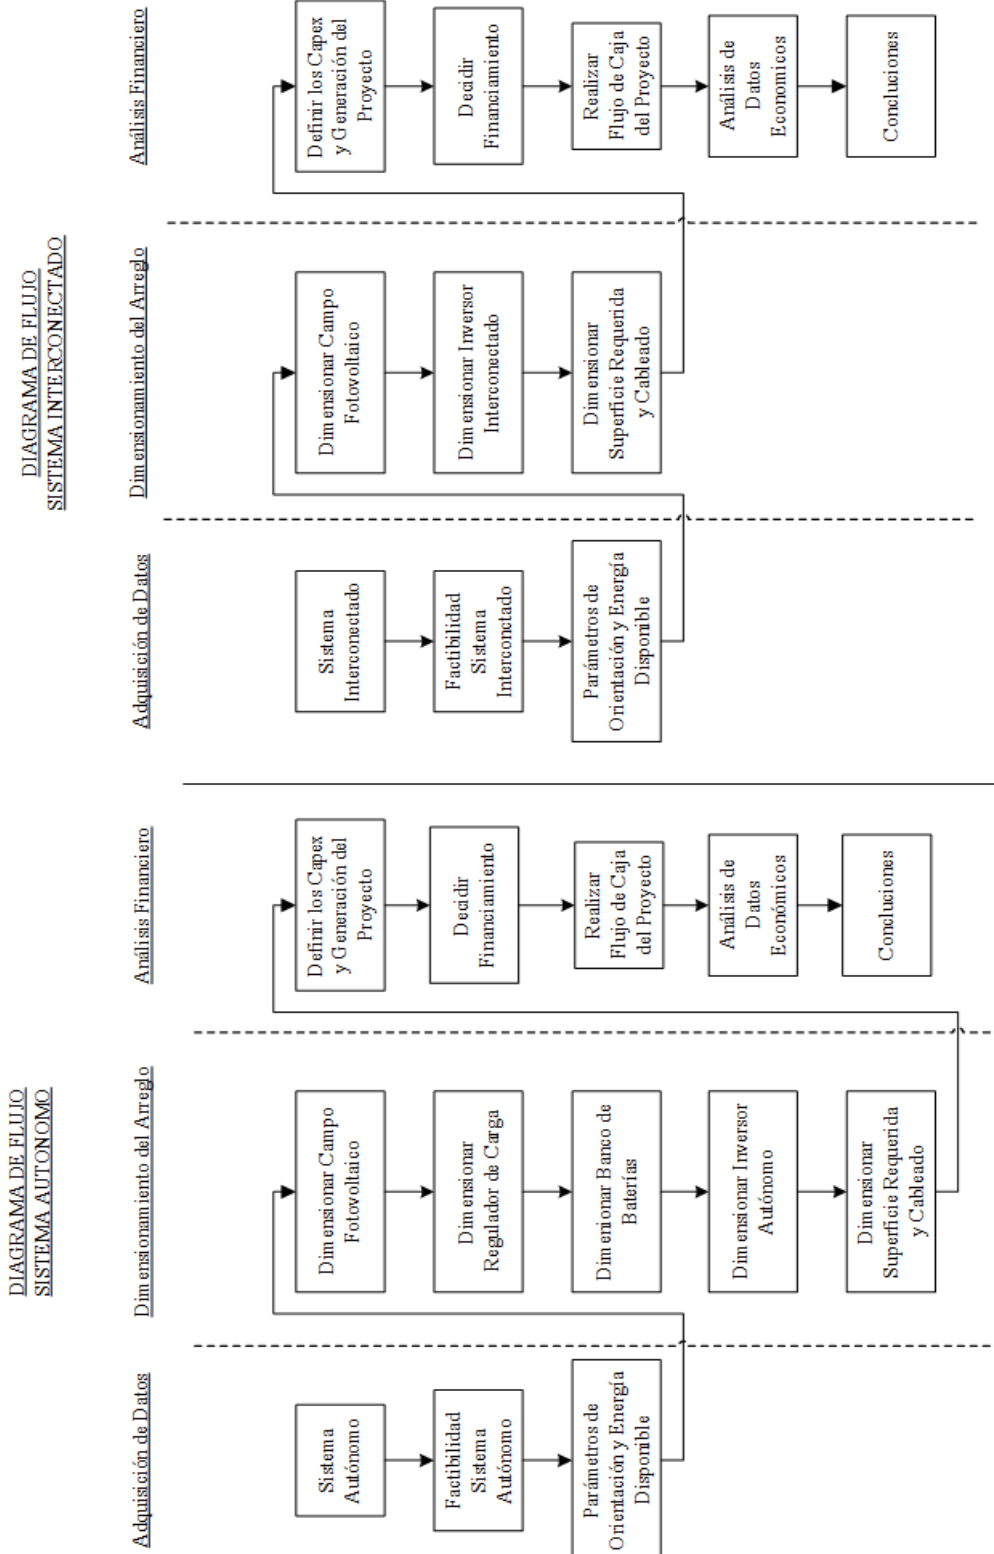 DIAGRAMA DE FLUJO
SISTEMA AUTONOMO
Adquisición de Datos
Sistema
Autónomo
Factibilidad
Sistema
Autónomo
Parámetros de
Orientación y Energía
Disponible
Dimensionamiento del Arreglo
Dimensionar Campo
Fotovoltaico
Dimensionar
Regulador de Carga
Dimenionar Banco de
Baterías
Dimensionar Inversor
Autónomo
Dimensionar
Superficie Requerida
y Cableado
Análisis Financiero
Definir los Capex
y Generación del
Proyecto
Decidir
Financiamiento
Realizar
Flujo de Caja
del Proyecto
Análisis de
Datos
Económicos
Concluciones
DIAGRAMA DE FLUJO
SISTEMA INTERCONECTADO
Adquisición de Datos
Sistema
Interconectado
Factibilidad
Sistema
Interconctado
Parámetros de
Orientación y Energía
Disponible
Dimensionamiento del Arreglo
Dimensionar Campo
Fotovoltaico
Dimensionar Inversor
Interconectado
Dimensionar
Superficie Requerida
y Cableado
Análisis Financiero
Definir los Capex
y Generación del
Proyecto
Decidir
Financiamiento
Realizar
Flujo de Caja
del Proyecto
Análisis de
Datos
Economicos
Concluciones